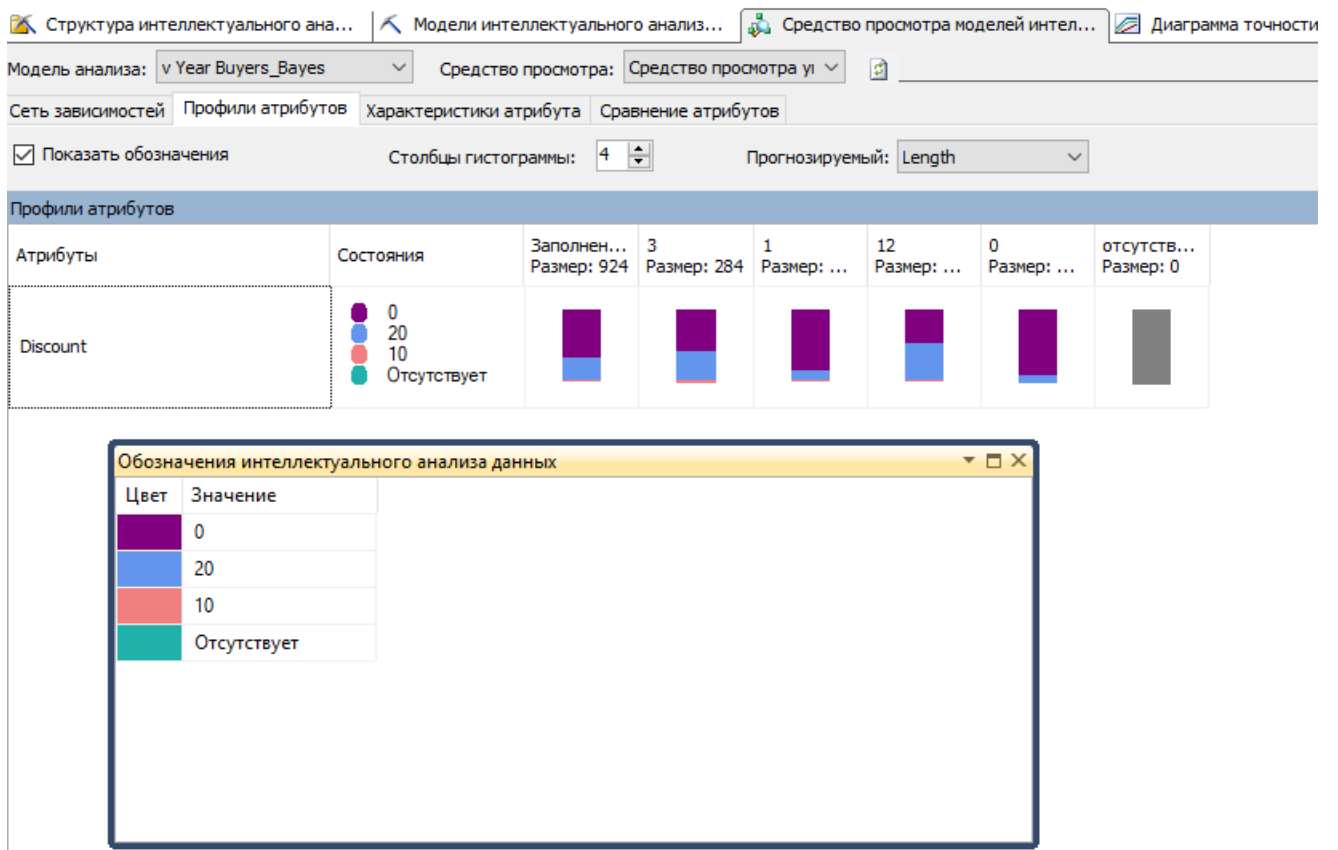 Структура интеллектуального ана... Модели интеллектуального анализ... Средство просмотра моделей интел... Диаграмма точности
Модель анализа: v Year Buyers_Bayes Средство просмотра: Средство просмотра уг
Сеть зависимостей Профили атрибутов Характеристики атрибута Сравнение атрибутов
Показать обозначения Столбцы гистограммы: 4 Прогнозируемый: Length
Профили атрибутов
Атрибуты Состояния Заполнен... 3 1 12 0 отсутств...
Размер: 924 Размер: 284 Размер: ... Размер: ... Размер: ... Размер: 0
Discount
0
20
10
Отсутствует
Обозначения интеллектуального анализа данных
Цвет Значение
0
20
10
Отсутствует